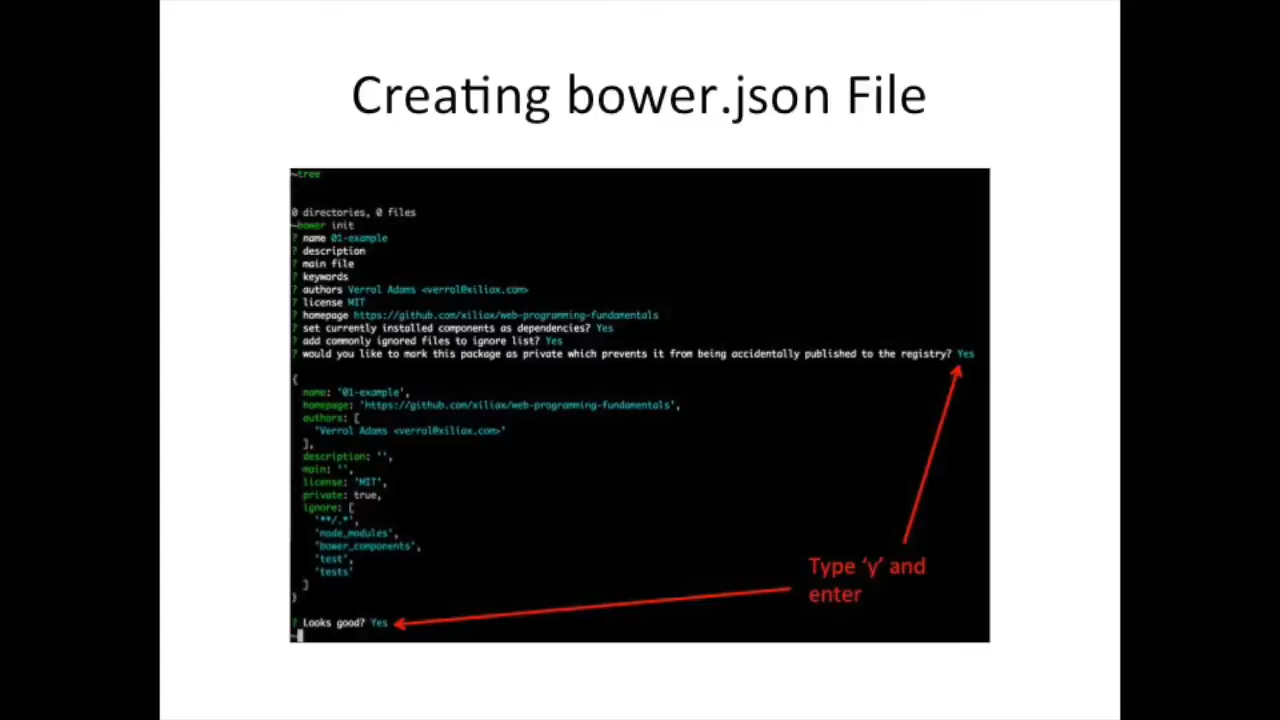 Creating bower.json File
~tree
0 directories, 0 files
~bower init
? name 01-example
? description
? main file
? keywords
? authors Verrol Adams <verrol@xiliax.com>
? license MIT
? homepage https://github.com/xiliax/web-programming-fundamentals
? set currently installed components as dependencies? Yes
? add commonly ignored files to ignore list? Yes
? would you like to mark this package as private which prevents it from being accidentally published to the registry? Yes
{
name: '01-example',
homepage: 'https://github.com/xiliax/web-programming-fundamentals',
authors: [
'Verrol Adams <verrol@xiliax.com>'
],
description: '',
main: '',
license: 'MIT',
private: true,
ignore: [
'**/.*',
'node_modules',
'bower_components',
'test',
'tests'
]
}
Type 'y' and
enter
? Looks good? Yes
~